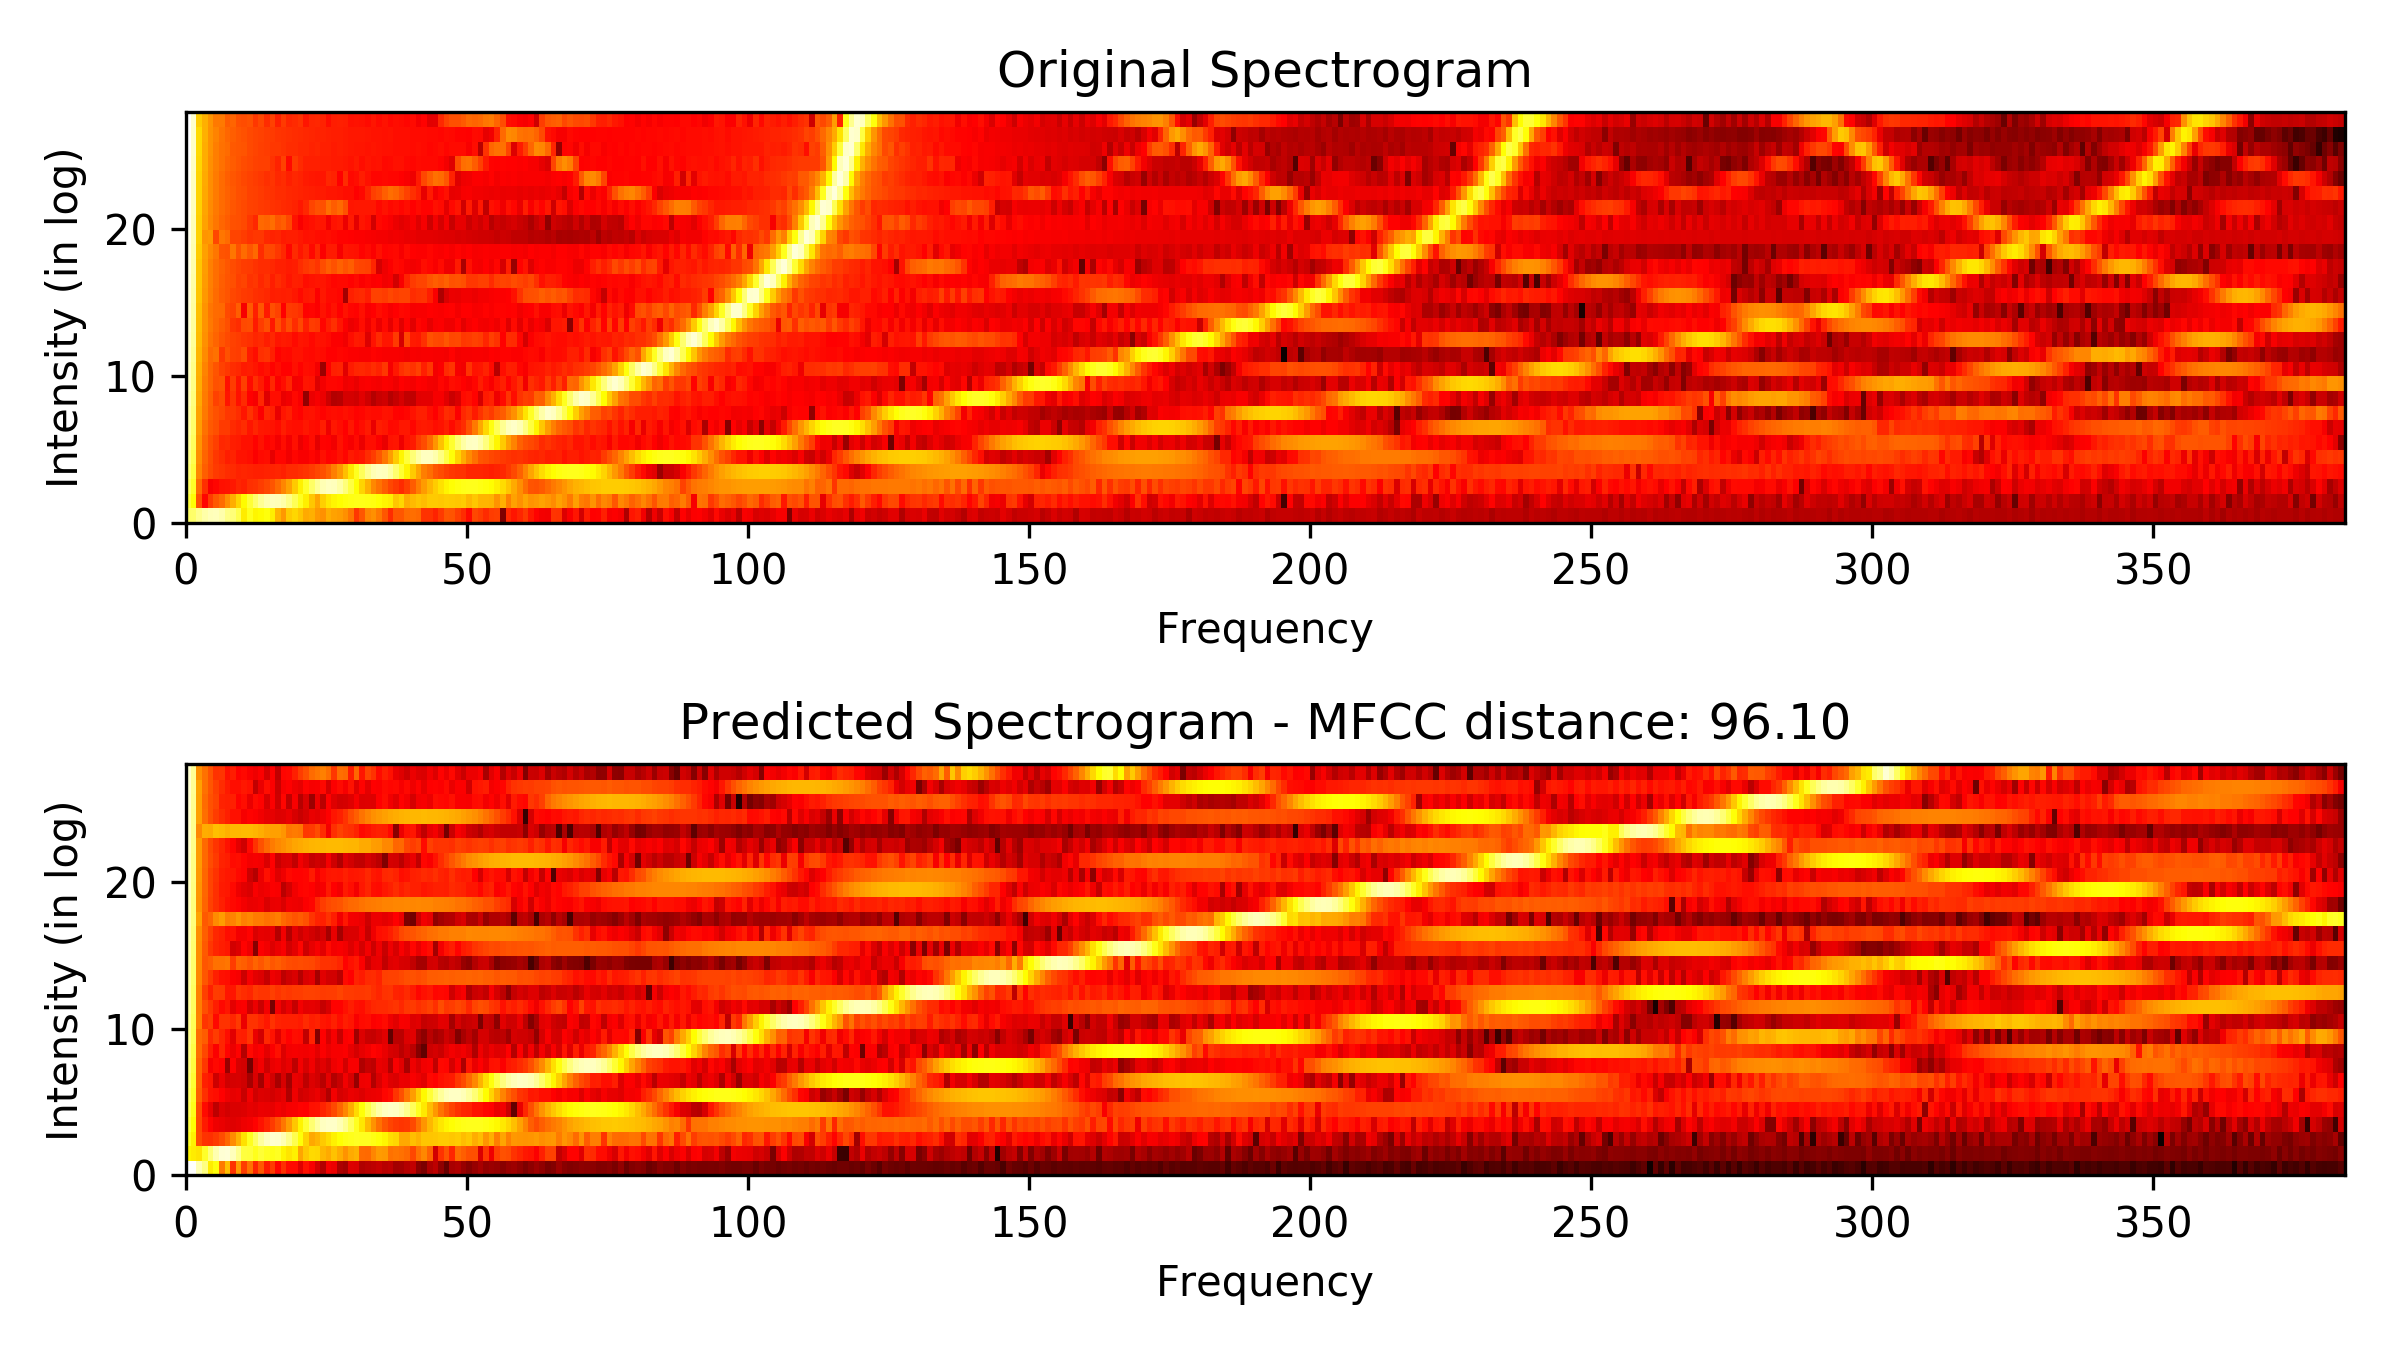 Original Spectrogram
Intensity (in log)
20
10
0
0 50 100 150 200 250 300 350
Frequency
Predicted Spectrogram - MFCC distance: 96.10
Intensity (in log)
20
10
0
0 50 100 150 200 250 300 350
Frequency